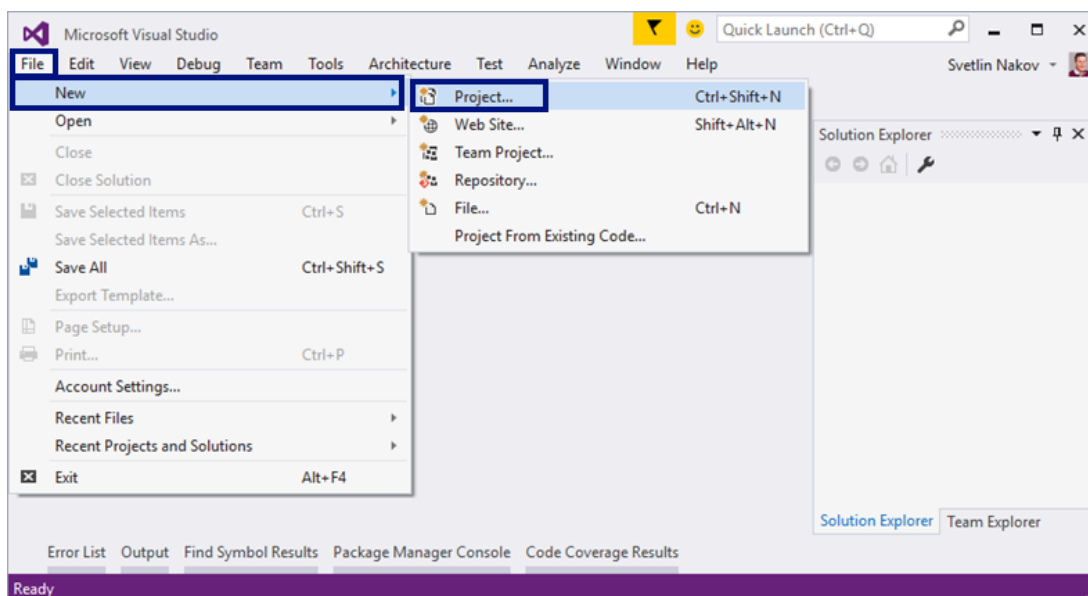 Microsoft Visual Studio
Quick Launch (Ctrl+Q)
File Edit View Debug Team Tools Architecture Test Analyze Window Help
Svetlin Nakov
New
Open
Close
Close Solution
Save Selected Items Ctrl+S
Save Selected Items As...
Save All Ctrl+Shift+S
Export Template...
Page Setup...
Print... Ctrl+P
Account Settings...
Recent Files
Recent Projects and Solutions
Exit Alt+F4
Project... Ctrl+Shift+N
Web Site... Shift+Alt+N
Team Project...
Repository...
File... Ctrl+N
Project From Existing Code...
Solution Explorer
Solution Explorer Team Explorer
Error List Output Find Symbol Results Package Manager Console Code Coverage Results
Ready